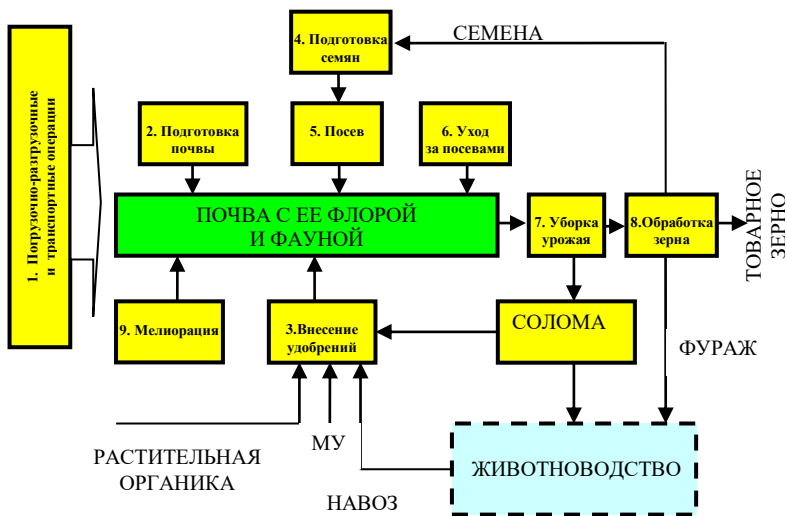 1. Погрузочно-разгрузочные
и транспортные операции
4. Подготовка
семян
СЕМЕНА
2. Подготовка
почвы
5. Посев
6. Уход
за посевами
ПОЧВА С ЕЕ ФЛОРОЙ
И ФАУНОЙ
7. Уборка
урожая
8.Обработка
зерна
ТОВАРНОЕ
ЗЕРНО
9. Мелиорация
3.Внесение
удобрений
СОЛОМА
ФУРАЖ
РАСТИТЕЛЬНАЯ
ОРГАНИКА
МУ
НАВОЗ
ЖИВОТНОВОДСТВО